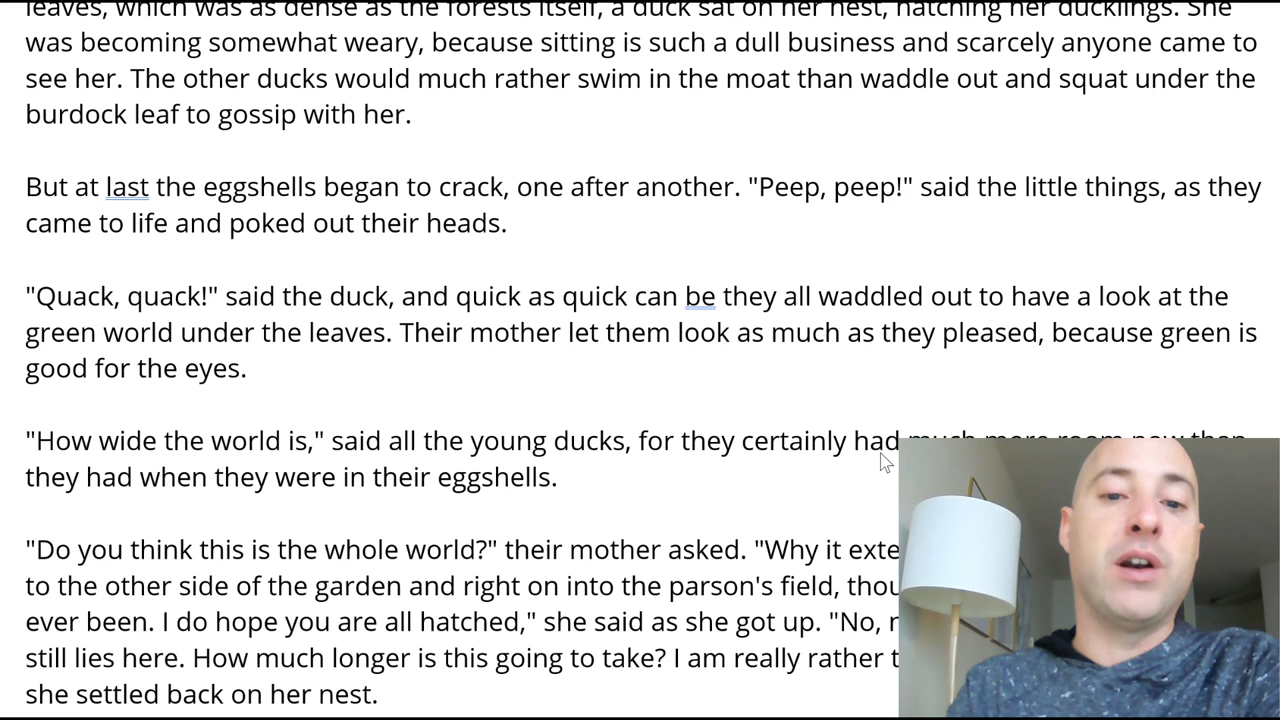 leaves, which was as dense as the forests itself, a duck sat on her nest, hatching her ducklings. She
was becoming somewhat weary, because sitting is such a dull business and scarcely anyone came to
see her. The other ducks would much rather swim in the moat than waddle out and squat under the
burdock leaf to gossip with her.
But at last the eggshells began to crack, one after another. "Peep, peep!" said the little things, as they
came to life and poked out their heads.
"Quack, quack!" said the duck, and quick as quick can be they all waddled out to have a look at the
green world under the leaves. Their mother let them look as much as they pleased, because green is
good for the eyes.
"How wide the world is," said all the young ducks, for they certainly had much more room now than
they had when they were in their eggshells.
"Do you think this is the whole world?" their mother asked. "Why it
to the other side of the garden and right on into the parson's field,
ever been. I do hope you are all hatched," she said as she got up. "No,
still lies here. How much longer is this going to take? I am really rather
she settled back on her nest.